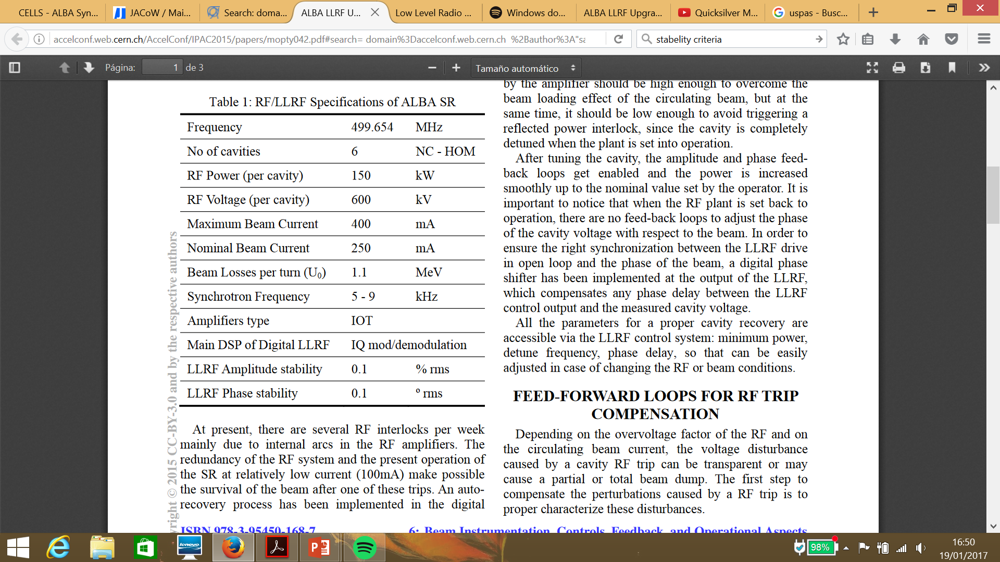 CELLS - ALBA Syn...
JACoW / Mai...
Search: doma...
ALBA LLRF U...
Low Level Radio ...
Windows do...
ALBA LLRF Upgra...
Quicksilver M...
uspas - Busc...
accelconf.web.cern.ch/AccelConf/IPAC2015/papers/mopty042.pdf#search= domain%3Daccelconf.web.cern.ch %2Bauthor%3A"sa
stabelity criteria
Página: 1 de 3
Tamaño automático
Table 1: RF/LLRF Specifications of ALBA SR
Frequency 499.654 MHz
No of cavities 6 NC - HOM
RF Power (per cavity) 150 kW
RF Voltage (per cavity) 600 kV
Maximum Beam Current 400 mA
Nominal Beam Current 250 mA
Beam Losses per turn (U₀) 1.1 MeV
Synchrotron Frequency 5 - 9 kHz
Amplifiers type IOT
Main DSP of Digital LLRF IQ mod/demodulation
LLRF Amplitude stability 0.1 % rms
LLRF Phase stability 0.1 º rms
At present, there are several RF interlocks per week
mainly due to internal arcs in the RF amplifiers. The
redundancy of the RF system and the present operation of
the SR at relatively low current (100mA) make possible
the survival of the beam after one of these trips. An auto-
recovery process has been implemented in the digital
by the amplifier should be high enough to overcome the
beam loading effect of the circulating beam, but at the
same time, it should be low enough to avoid triggering a
reflected power interlock, since the cavity is completely
detuned when the plant is set into operation.
After tuning the cavity, the amplitude and phase feed-
back loops get enabled and the power is increased
smoothly up to the nominal value set by the operator. It is
important to notice that when the RF plant is set back to
operation, there are no feed-back loops to adjust the phase
of the cavity voltage with respect to the beam. In order to
ensure the right synchronization between the LLRF drive
in open loop and the phase of the beam, a digital phase
shifter has been implemented at the output of the LLRF,
which compensates any phase delay between the LLRF
control output and the measured cavity voltage.
All the parameters for a proper cavity recovery are
accessible via the LLRF control system: minimum power,
detune frequency, phase delay, so that can be easily
adjusted in case of changing the RF or beam conditions.
FEED-FORWARD LOOPS FOR RF TRIP
COMPENSATION
Depending on the overvoltage factor of the RF and on
the circulating beam current, the voltage disturbance
caused by a cavity RF trip can be transparent or may
cause a partial or total beam dump. The first step to
compensate the perturbations caused by a RF trip is to
proper characterize these disturbances.
yright © 2015 CC-BY-3.0 and by the respective authors
ISBN 978-3-95450-168-7
6: Beam Instrumentation, Controls, Feedback, and Operational Aspects
lenovo
98%
16:50
19/01/2017